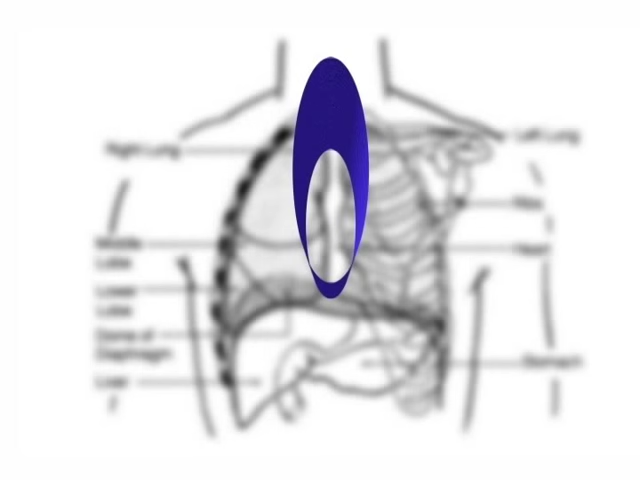 Right Lung
Left Lung
Middle
Lobe
Lower
Lobe
Dome of
Diaphragm
Liver
Stomach